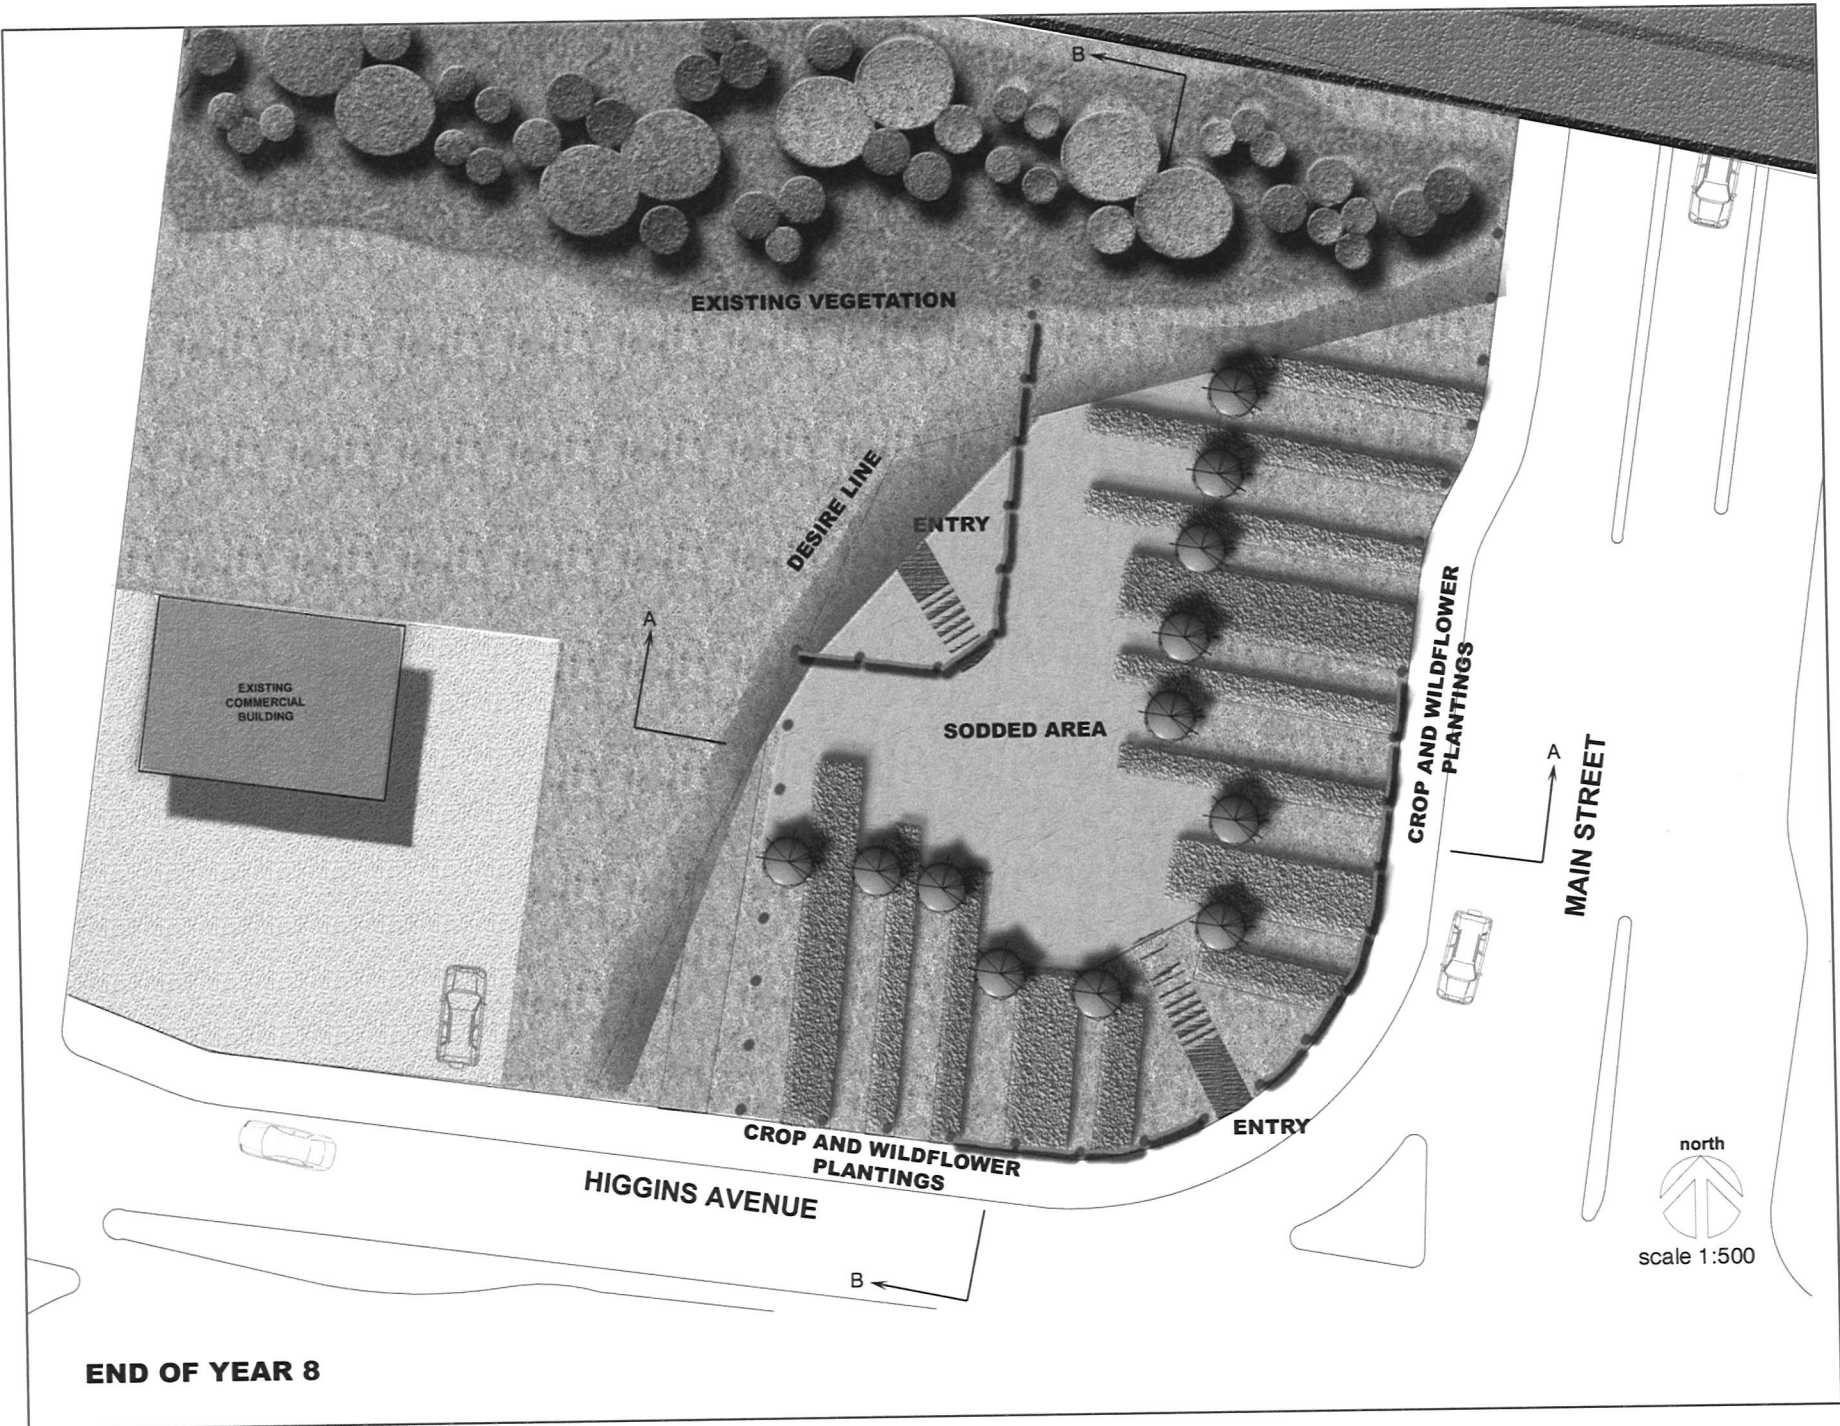 B
EXISTING VEGETATION
DESIRE LINE
ENTRY
A
EXISTING
COMMERCIAL
BUILDING
SODDED AREA
CROP AND WILDFLOWER
PLANTINGS
A
MAIN STREET
ENTRY
CROP AND WILDFLOWER
PLANTINGS
HIGGINS AVENUE
B
north
scale 1:500
END OF YEAR 8